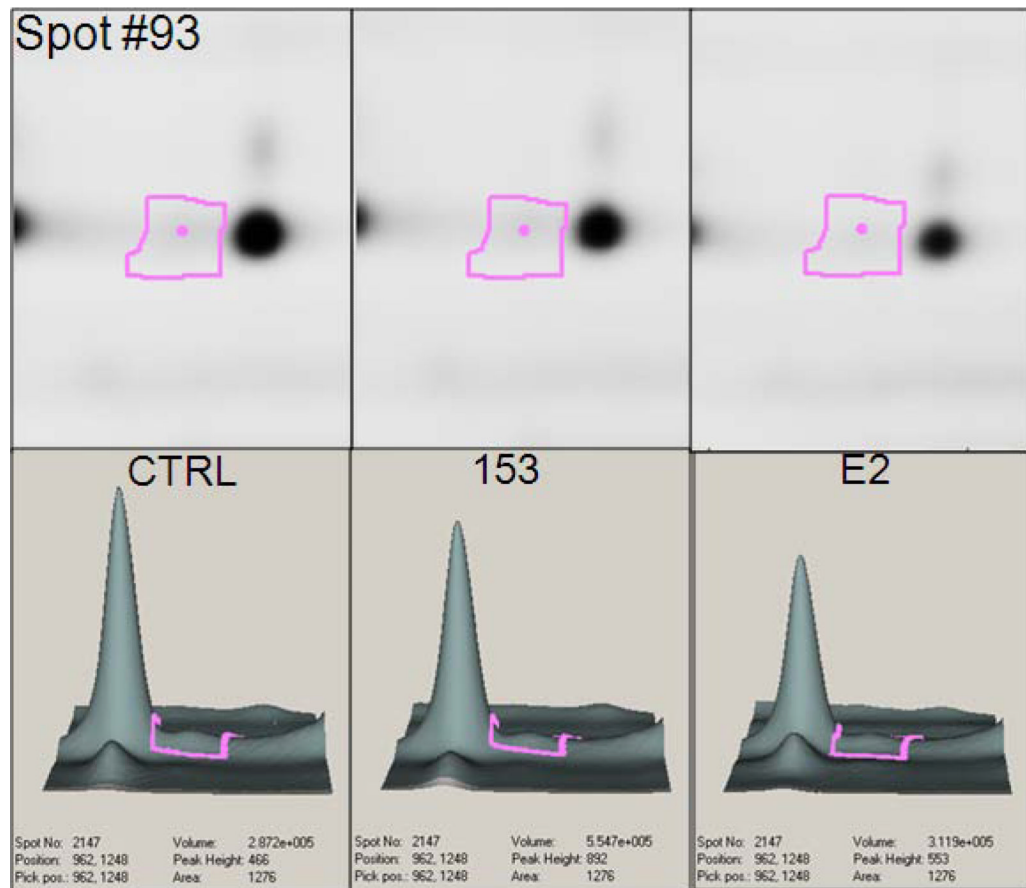 Spot #93
CTRL
153
E2
Spot No: 2147 Volume: 2.872e+005
Position: 962, 1248 Peak Height: 466
Pick pos.: 962, 1248 Area: 1276
Spot No: 2147 Volume: 5.547e+005
Position: 962, 1248 Peak Height: 892
Pick pos.: 962, 1248 Area: 1276
Spot No: 2147 Volume: 3.119e+005
Position: 962, 1248 Peak Height: 553
Pick pos.: 962, 1248 Area: 1276